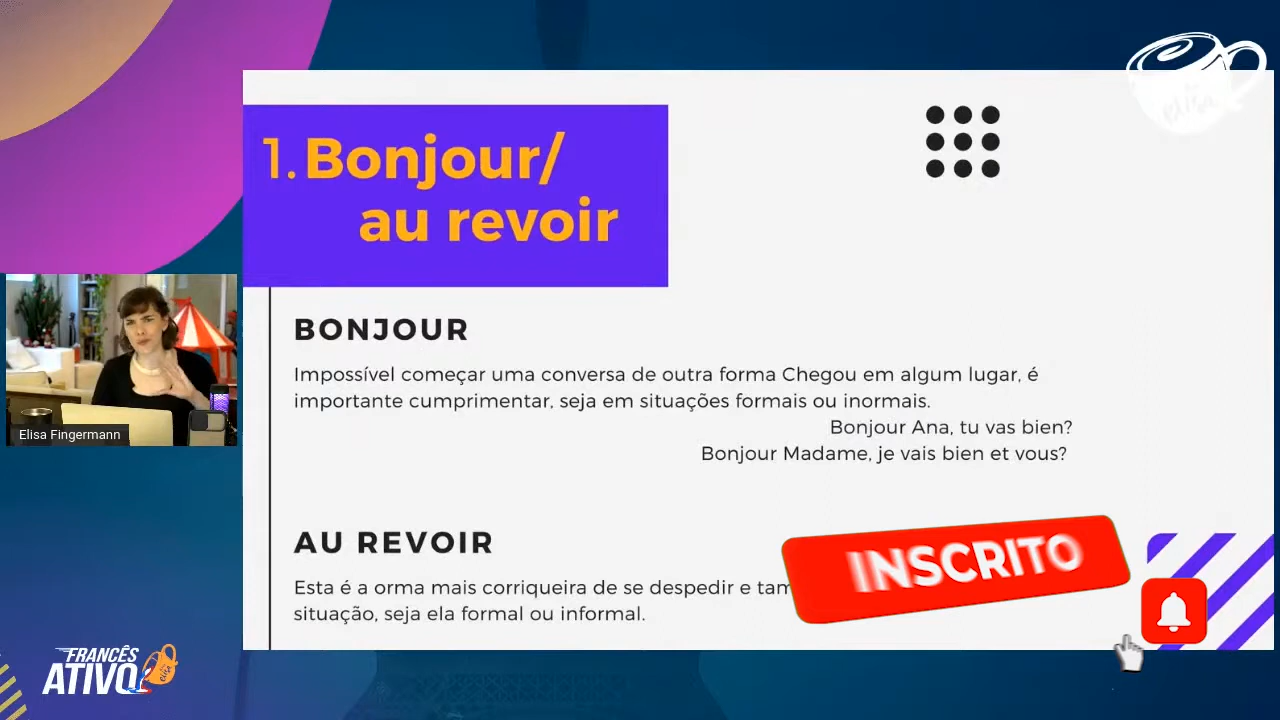 1. Bonjour/
au revoir
BONJOUR
Impossível começar uma conversa de outra forma Chegou em algum lugar, é
importante cumprimentar, seja em situações formais ou inormais.
Bonjour Ana, tu vas bien?
Bonjour Madame, je vais bien et vous?
AU REVOIR
Esta é a orma mais corriqueira de se despedir e tam
situação, seja ela formal ou informal.
INSCRITO
Elisa Fingermann
FRANCÊS
ATIVO
elisa